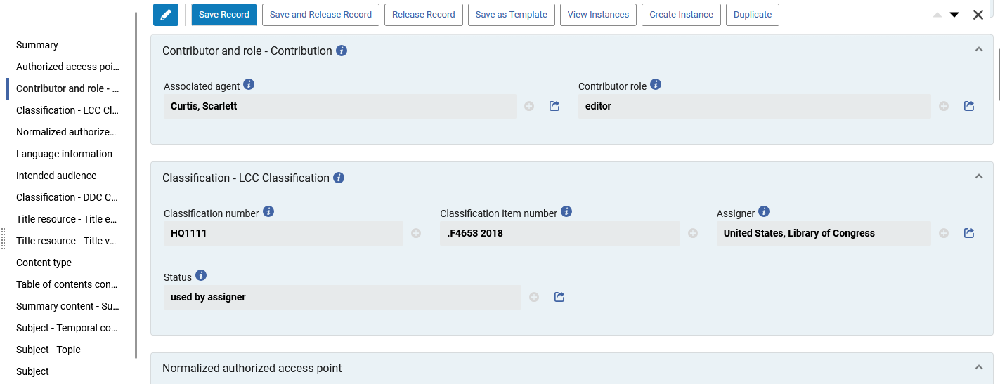 Save Record Save and Release Record Release Record Save as Template View Instances Create Instance Duplicate
Summary
Authorized access poi...
Contributor and role - ...
Classification - LCC Cl...
Normalized authorize...
Language information
Intended audience
Classification - DDC C...
Title resource - Title e...
Title resource - Title v...
Content type
Table of contents con...
Summary content - Su...
Subject - Temporal co...
Subject - Topic
Subject
Contributor and role - Contribution
Associated agent Contributor role
Curtis, Scarlett editor
Classification - LCC Classification
Classification number Classification item number Assigner
HQ1111 .F4653 2018 United States, Library of Congress
Status
used by assigner
Normalized authorized access point